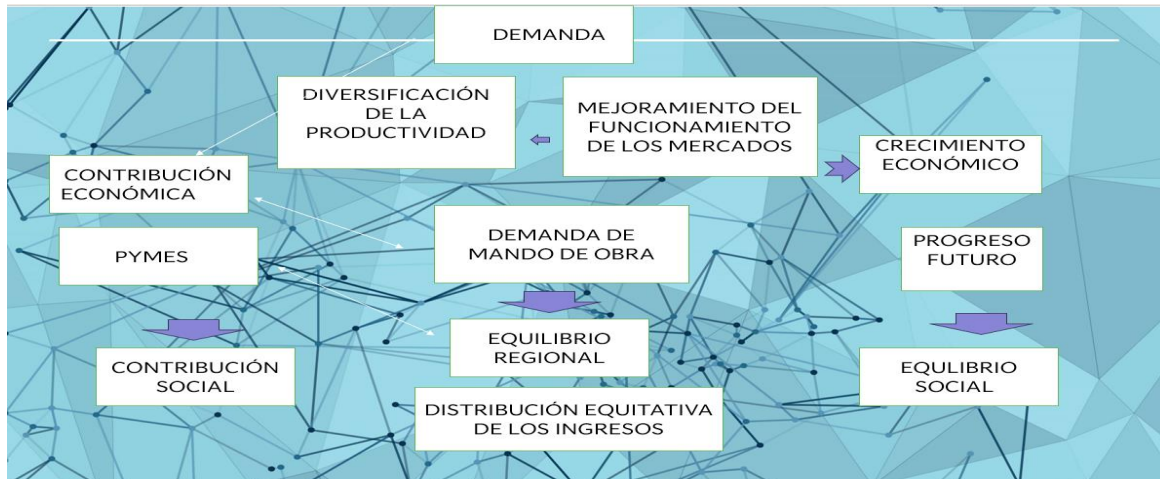 DEMANDA
DIVERSIFICACIÓN
DE LA
PRODUCTIVIDAD
MEJORAMIENTO DEL
FUNCIONAMIENTO
DE LOS MERCADOS
CRECIMIENTO
ECONÓMICO
CONTRIBUCIÓN
ECONÓMICA
PYMES
DEMANDA DE
MANDO DE OBRA
PROGRESO
FUTURO
CONTRIBUCIÓN
SOCIAL
EQUILIBRIO
REGIONAL
EQULIBRIO
SOCIAL
DISTRIBUCIÓN EQUITATIVA
DE LOS INGRESOS